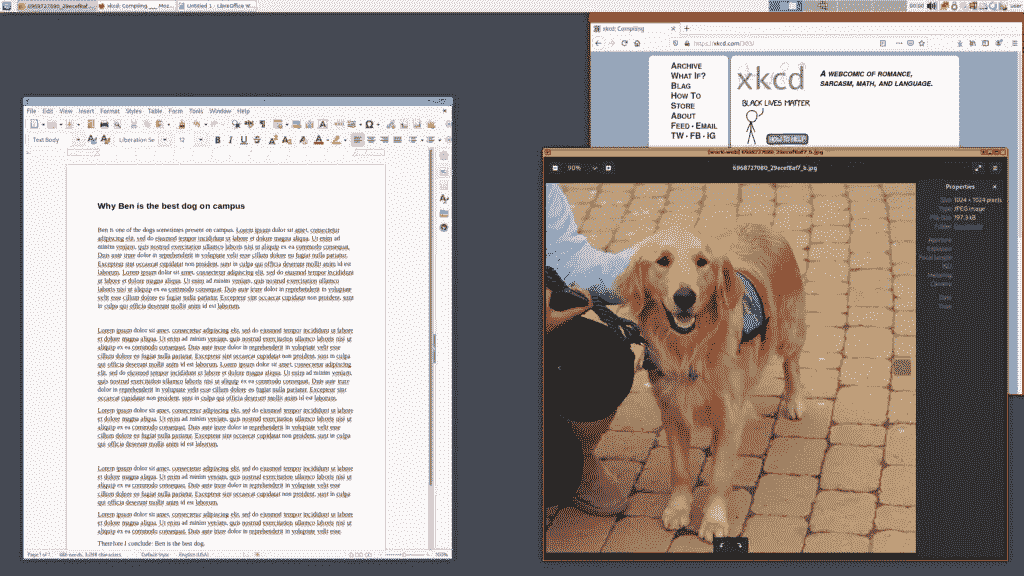 6968727080_29ecef8af7...
xkcd: Compiling __ Moz...
Untitled 1 - LibreOffice W...
00:00
user
xkcd: Compiling
https://xkcd.com/303/
Archive
What If?
Blag
How To
Store
About
Feed • Email
TW • FB • IG
xkcd
A webcomic of romance,
sarcasm, math, and language.
BLACK LIVES MATTER
HOW TO HELP
File Edit View Insert Format Styles Table Form Tools Window Help
Text Body
Liberation Se
12
Why Ben is the best dog on campus
Ben is one of the dogs sometimes present on campus. Lorem ipsum dolor sit amet, consectetur
adipiscing elit, sed do eiusmod tempor incididunt ut labore et dolore magna aliqua. Ut enim ad
minim veniam, quis nostrud exercitation ullamco laboris nisi ut aliquip ex ea commodo consequat.
Duis aute irure dolor in reprehenderit in voluptate velit esse cillum dolore eu fugiat nulla pariatur.
Excepteur sint occaecat cupidatat non proident, sunt in culpa qui officia deserunt mollit anim id est
laborum. Lorem ipsum dolor sit amet, consectetur adipiscing elit, sed do eiusmod tempor incididunt
ut labore et dolore magna aliqua. Ut enim ad minim veniam, quis nostrud exercitation ullamco
laboris nisi ut aliquip ex ea commodo consequat. Duis aute irure dolor in reprehenderit in voluptate
velit esse cillum dolore eu fugiat nulla pariatur. Excepteur sint occaecat cupidatat non proident, sunt
in culpa qui officia deserunt mollit anim id est laborum.
Lorem ipsum dolor sit amet, consectetur adipiscing elit, sed do eiusmod tempor incididunt ut labore
et dolore magna aliqua. Ut enim ad minim veniam, quis nostrud exercitation ullamco laboris nisi ut
aliquip ex ea commodo consequat. Duis aute irure dolor in reprehenderit in voluptate velit esse
cillum dolore eu fugiat nulla pariatur. Excepteur sint occaecat cupidatat non proident, sunt in culpa
qui officia deserunt mollit anim id est laborum. Lorem ipsum dolor sit amet, consectetur adipiscing
elit, sed do eiusmod tempor incididunt ut labore et dolore magna aliqua. Ut enim ad minim veniam,
quis nostrud exercitation ullamco laboris nisi ut aliquip ex ea commodo consequat. Duis aute irure
dolor in reprehenderit in voluptate velit esse cillum dolore eu fugiat nulla pariatur. Excepteur sint
occaecat cupidatat non proident, sunt in culpa qui officia deserunt mollit anim id est laborum.
Lorem ipsum dolor sit amet, consectetur adipiscing elit, sed do eiusmod tempor incididunt ut labore
et dolore magna aliqua. Ut enim ad minim veniam, quis nostrud exercitation ullamco laboris nisi ut
aliquip ex ea commodo consequat. Duis aute irure dolor in reprehenderit in voluptate velit esse
cillum dolore eu fugiat nulla pariatur. Excepteur sint occaecat cupidatat non proident, sunt in culpa
qui officia deserunt mollit anim id est laborum.
Lorem ipsum dolor sit amet, consectetur adipiscing elit, sed do eiusmod tempor incididunt ut labore
et dolore magna aliqua. Ut enim ad minim veniam, quis nostrud exercitation ullamco laboris nisi ut
aliquip ex ea commodo consequat. Duis aute irure dolor in reprehenderit in voluptate velit esse
cillum dolore eu fugiat nulla pariatur. Excepteur sint occaecat cupidatat non proident, sunt in culpa
qui officia deserunt mollit anim id est laborum.
Lorem ipsum dolor sit amet, consectetur adipiscing elit, sed do eiusmod tempor incididunt ut labore
et dolore magna aliqua. Ut enim ad minim veniam, quis nostrud exercitation ullamco laboris nisi ut
aliquip ex ea commodo consequat. Duis aute irure dolor in reprehenderit in voluptate velit esse.
Therefore I conclude: Ben is the best dog.
Page 1 of 1
Default Style
English (USA)
100%
90%
6968727080_29ecef8af7_b.jpg
Properties
Size 1024 × 1024 pixels
Type JPEG image
File Size 197.3 kB
Folder
Aperture
Exposure
Focal Length
ISO
Metering
Camera
Date
Time